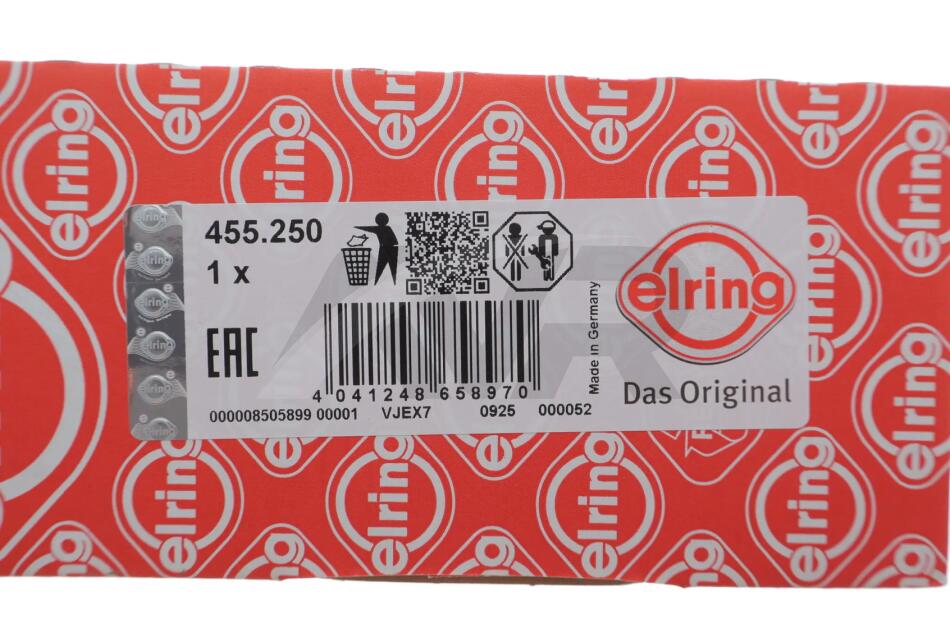 455.250
1 x
EAC
Made in Germany
elring
Das Original
4 041248 658970
000008505899 00001 VJEX7 0925 000052